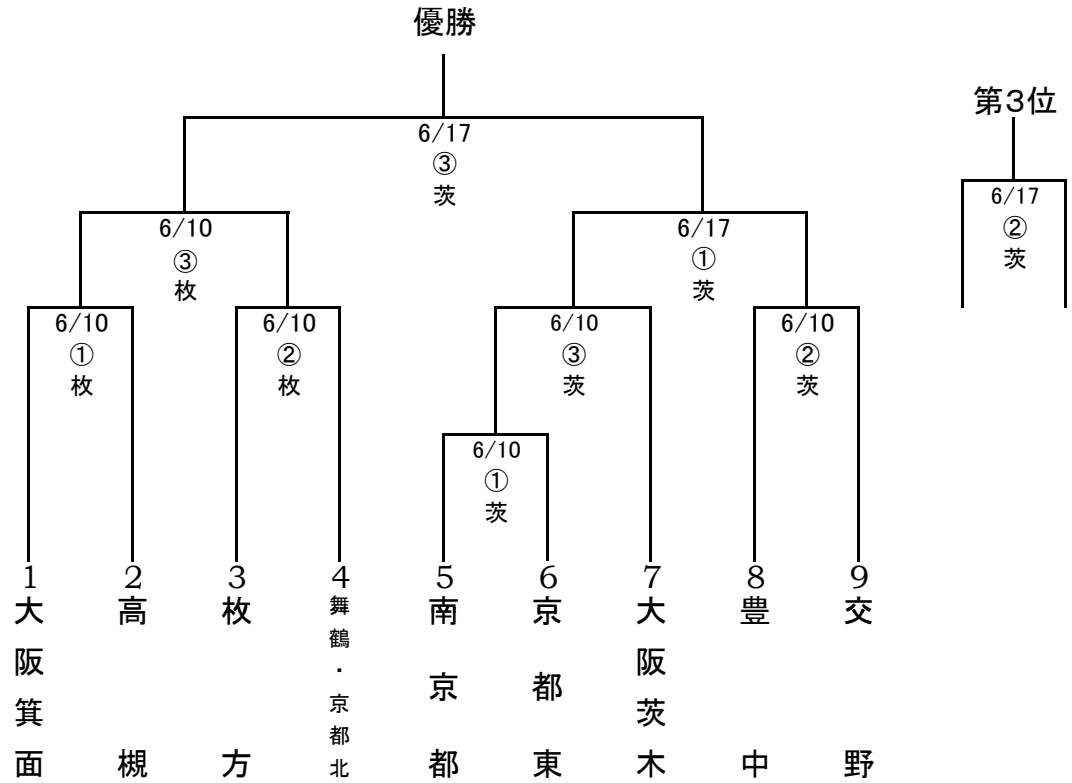 優勝
第3位
6/17
③
茨
6/17
②
茨
6/10
③
枚
6/17
①
茨
6/10
①
枚
6/10
②
枚
6/10
③
茨
6/10
②
茨
6/10
①
茨
1
大阪箕面
2
高槻
3
枚方
4
舞鶴・京都北
5
南京都
6
京都東
7
大阪茨木
8
豊中
9
交野